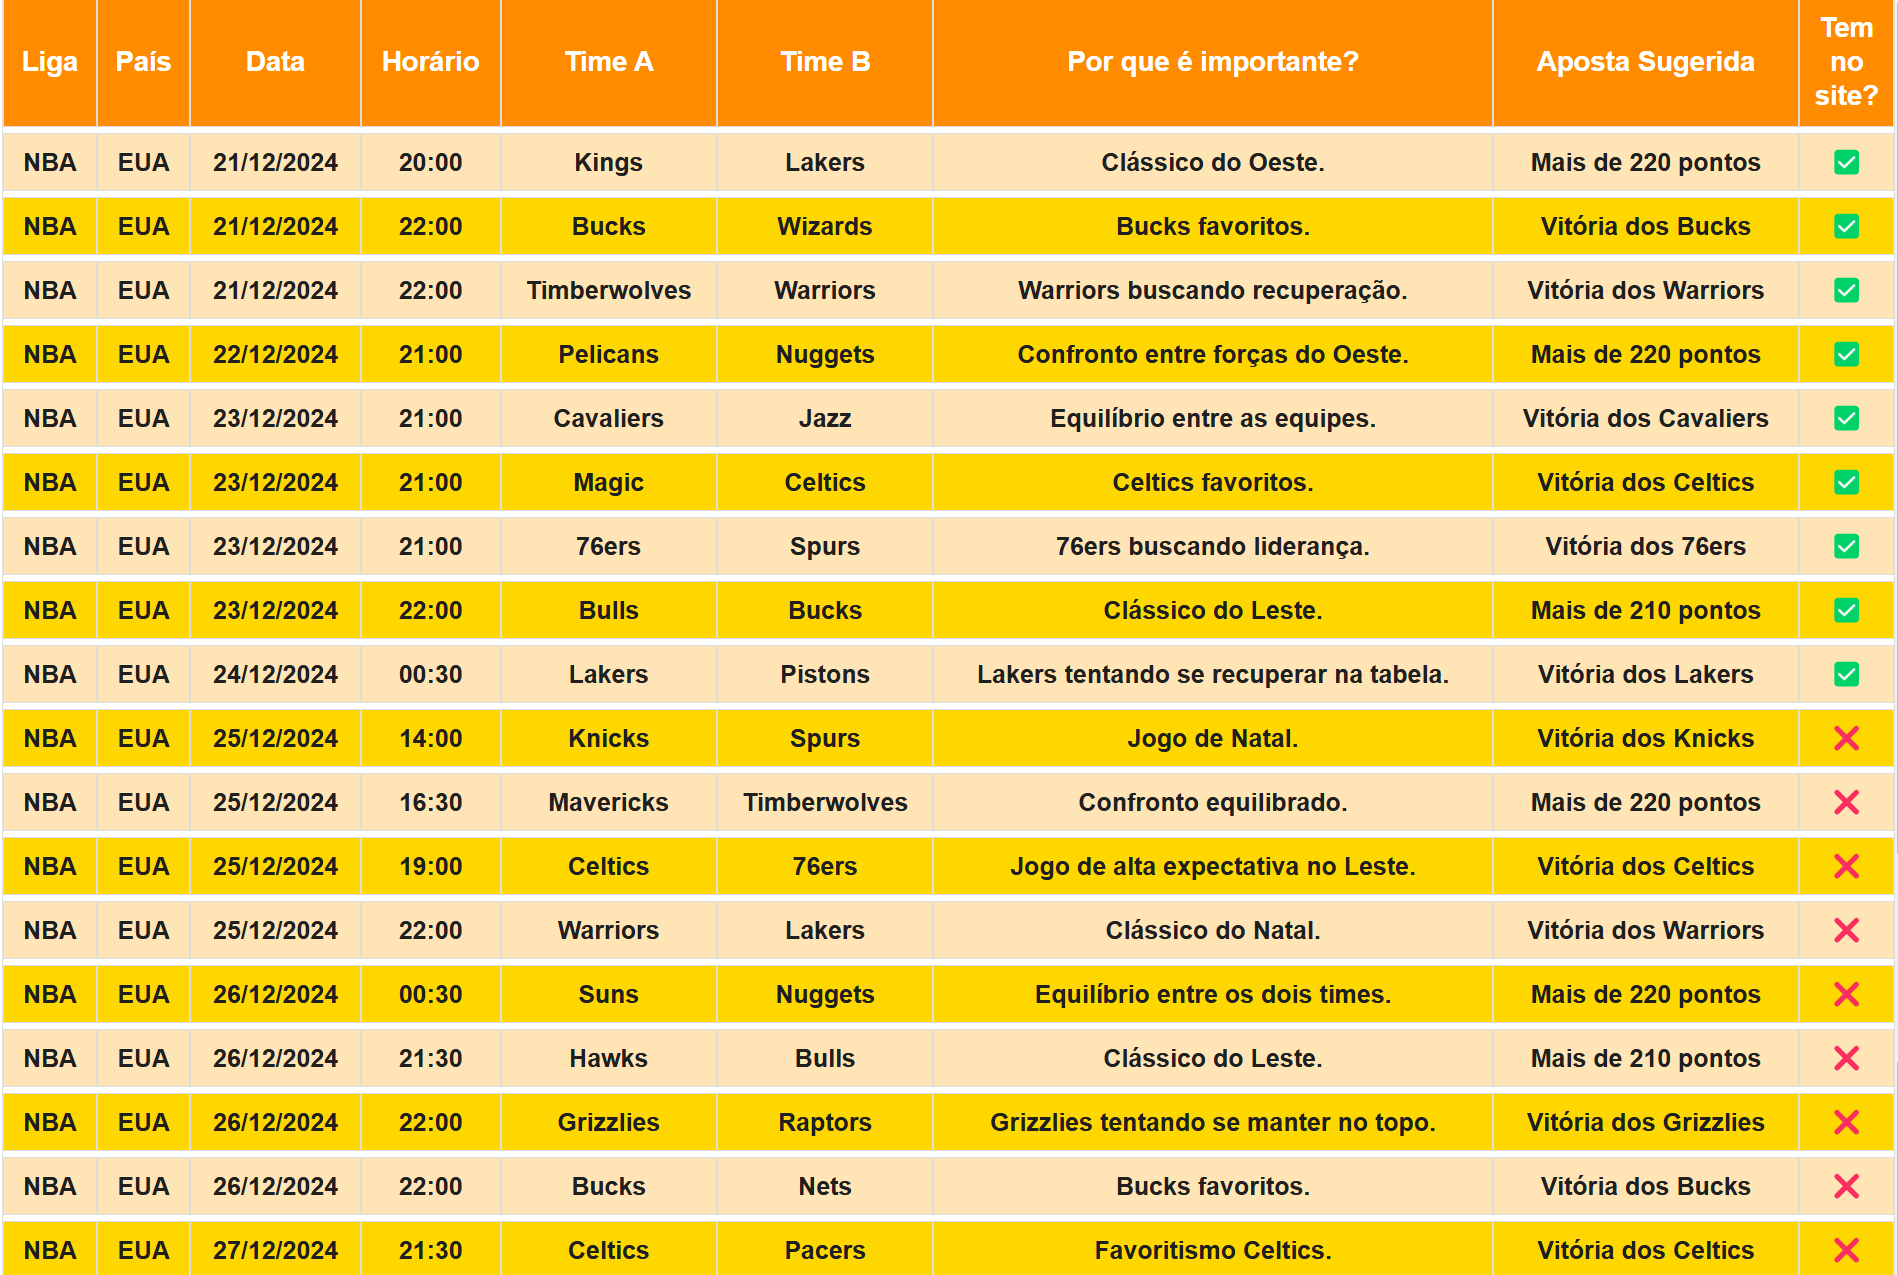 Liga País Data Horário Time A Time B Por que é importante? Aposta Sugerida Tem no site?
NBA EUA 21/12/2024 20:00 Kings Lakers Clássico do Oeste. Mais de 220 pontos ✅
NBA EUA 21/12/2024 22:00 Bucks Wizards Bucks favoritos. Vitória dos Bucks ✅
NBA EUA 21/12/2024 22:00 Timberwolves Warriors Warriors buscando recuperação. Vitória dos Warriors ✅
NBA EUA 22/12/2024 21:00 Pelicans Nuggets Confronto entre forças do Oeste. Mais de 220 pontos ✅
NBA EUA 23/12/2024 21:00 Cavaliers Jazz Equilíbrio entre as equipes. Vitória dos Cavaliers ✅
NBA EUA 23/12/2024 21:00 Magic Celtics Celtics favoritos. Vitória dos Celtics ✅
NBA EUA 23/12/2024 21:00 76ers Spurs 76ers buscando liderança. Vitória dos 76ers ✅
NBA EUA 23/12/2024 22:00 Bulls Bucks Clássico do Leste. Mais de 210 pontos ✅
NBA EUA 24/12/2024 00:30 Lakers Pistons Lakers tentando se recuperar na tabela. Vitória dos Lakers ✅
NBA EUA 25/12/2024 14:00 Knicks Spurs Jogo de Natal. Vitória dos Knicks ❌
NBA EUA 25/12/2024 16:30 Mavericks Timberwolves Confronto equilibrado. Mais de 220 pontos ❌
NBA EUA 25/12/2024 19:00 Celtics 76ers Jogo de alta expectativa no Leste. Vitória dos Celtics ❌
NBA EUA 25/12/2024 22:00 Warriors Lakers Clássico do Natal. Vitória dos Warriors ❌
NBA EUA 26/12/2024 00:30 Suns Nuggets Equilíbrio entre os dois times. Mais de 220 pontos ❌
NBA EUA 26/12/2024 21:30 Hawks Bulls Clássico do Leste. Mais de 210 pontos ❌
NBA EUA 26/12/2024 22:00 Grizzlies Raptors Grizzlies tentando se manter no topo. Vitória dos Grizzlies ❌
NBA EUA 26/12/2024 22:00 Bucks Nets Bucks favoritos. Vitória dos Bucks ❌
NBA EUA 27/12/2024 21:30 Celtics Pacers Favoritismo Celtics. Vitória dos Celtics ❌